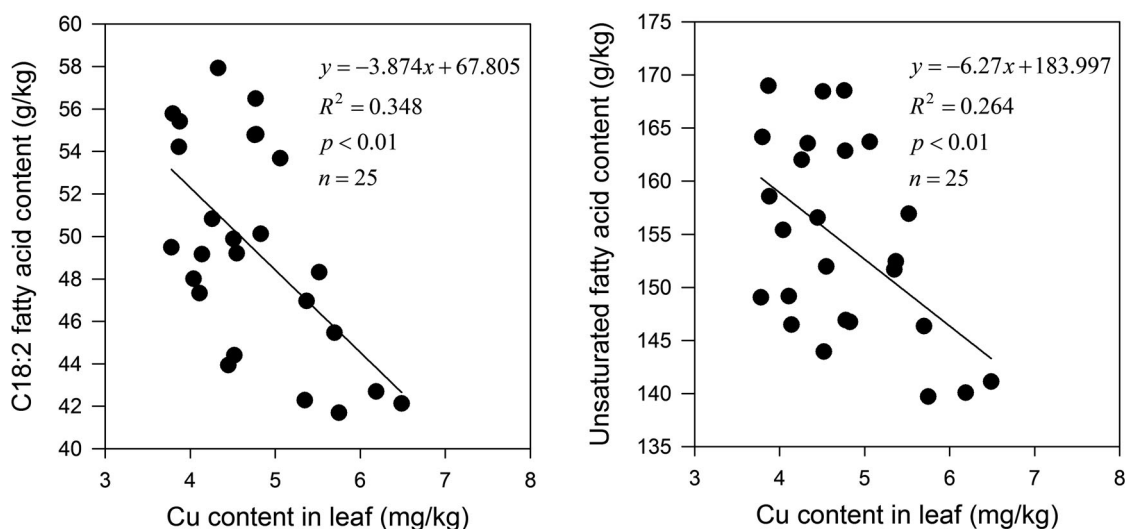 60
58
56
54
52
50
48
46
44
42
40
3 4 5 6 7 8
C18:2 fatty acid content (g/kg)
Cu content in leaf (mg/kg)
y = −3.874x + 67.805
R² = 0.348
p < 0.01
n = 25
175
170
165
160
155
150
145
140
135
3 4 5 6 7 8
Unsaturated fatty acid content (g/kg)
Cu content in leaf (mg/kg)
y = −6.27x + 183.997
R² = 0.264
p < 0.01
n = 25